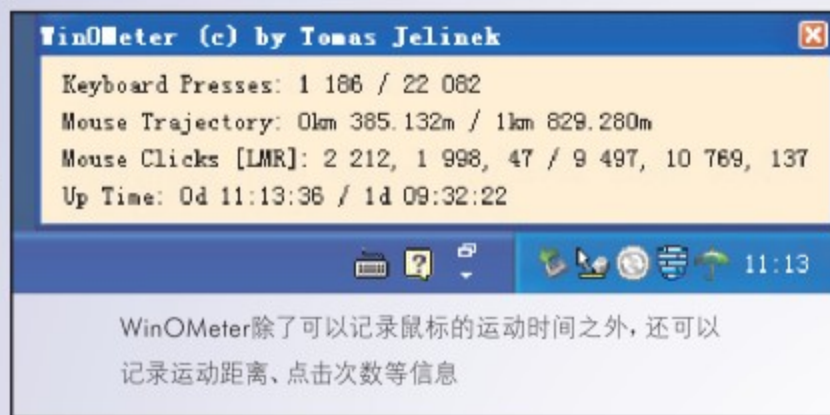 WinOMeter (c) by Tomas Jelinek
Keyboard Presses: 1 186 / 22 082
Mouse Trajectory: 0km 385.132m / 1km 829.280m
Mouse Clicks [LMR]: 2 212, 1 998, 47 / 9 497, 10 769, 137
Up Time: 0d 11:13:36 / 1d 09:32:22
11:13
WinOMeter除了可以记录鼠标的运动时间之外，还可以
记录运动距离、点击次数等信息